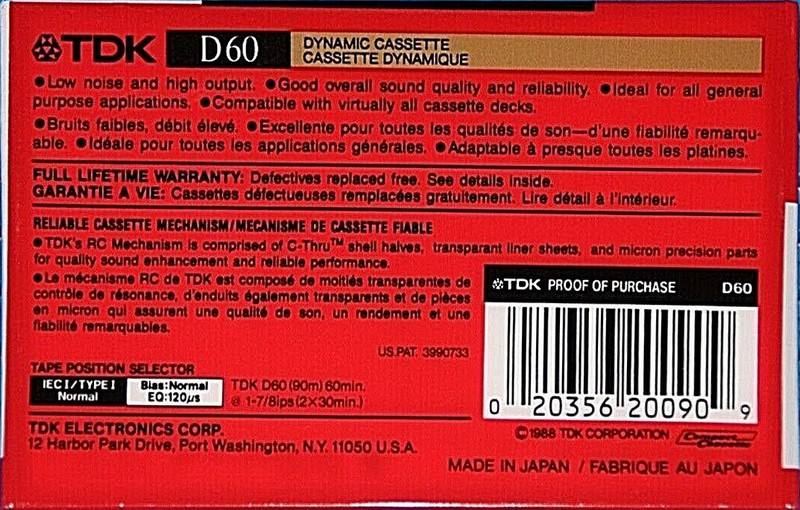 TDK D60 DYNAMIC CASSETTE
CASSETTE DYNAMIQUE
●Low noise and high output. ●Good overall sound quality and reliability. ●Ideal for all general
purpose applications. ●Compatible with virtually all cassette decks.
●Bruits faibles, débit élevé. ●Excellente pour toutes les qualités de son—d'une fiabilité remarqu-
able. ●Idéale pour toutes les applications générales. ●Adaptable à presque toutes les platines.
FULL LIFETIME WARRANTY: Defectives replaced free. See details inside.
GARANTIE A VIE: Cassettes défectueuses remplacées gratuitement. Lire détail à l'intérieur.
RELIABLE CASSETTE MECHANISM/MECANISME DE CASSETTE FIABLE
●TDK's RC Mechanism is comprised of C-Thru™ shell halves, transparant liner sheets, and micron precision parts
for quality sound enhancement and reliable performance.
●Le mécanisme RC de TDK est composé de moitiés transparentes de
contrôle de résonance, d'enduits également transparents et de pièces
en micron qui assurent une qualité de son, un rendement et une
fiabilité remarquables.
US.PAT. 3990733
TDK PROOF OF PURCHASE D60
0 20356 20090 9
TAPE POSITION SELECTOR
IEC I/TYPE I
Normal
Bias:Normal
EQ:120µs
TDK D60 (90m) 60min.
@ 1-7/8ips (2×30min.)
TDK ELECTRONICS CORP.
12 Harbor Park Drive, Port Washington, N.Y. 11050 U.S.A.
©1988 TDK CORPORATION Compact Cassette
MADE IN JAPAN / FABRIQUE AU JAPON